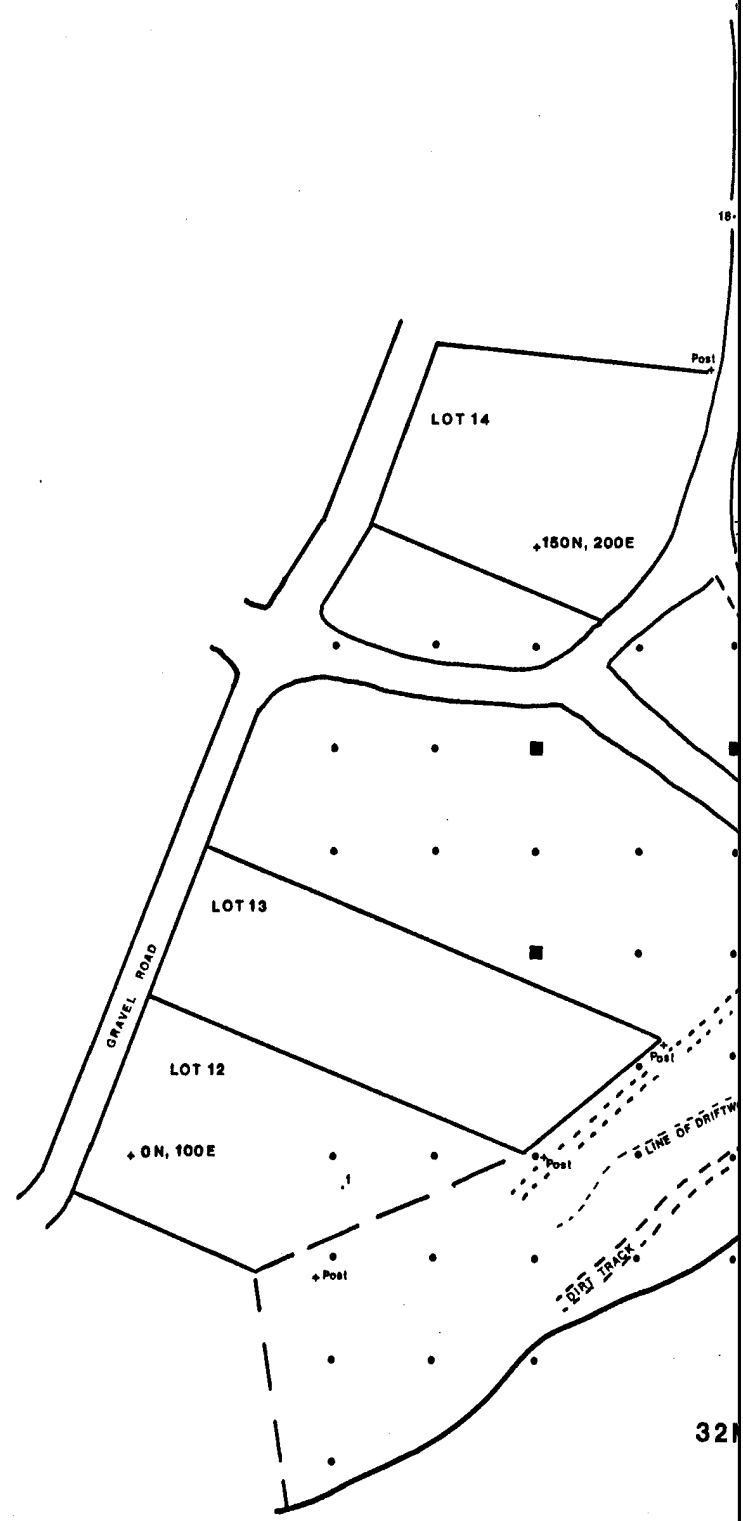 18
Post
LOT 14
150N, 200E
LOT 13
GRAVEL ROAD
Post
LOT 12
LINE OF DRIFTW
0N, 100E
Post
1
Post
DIRT TRACK
32